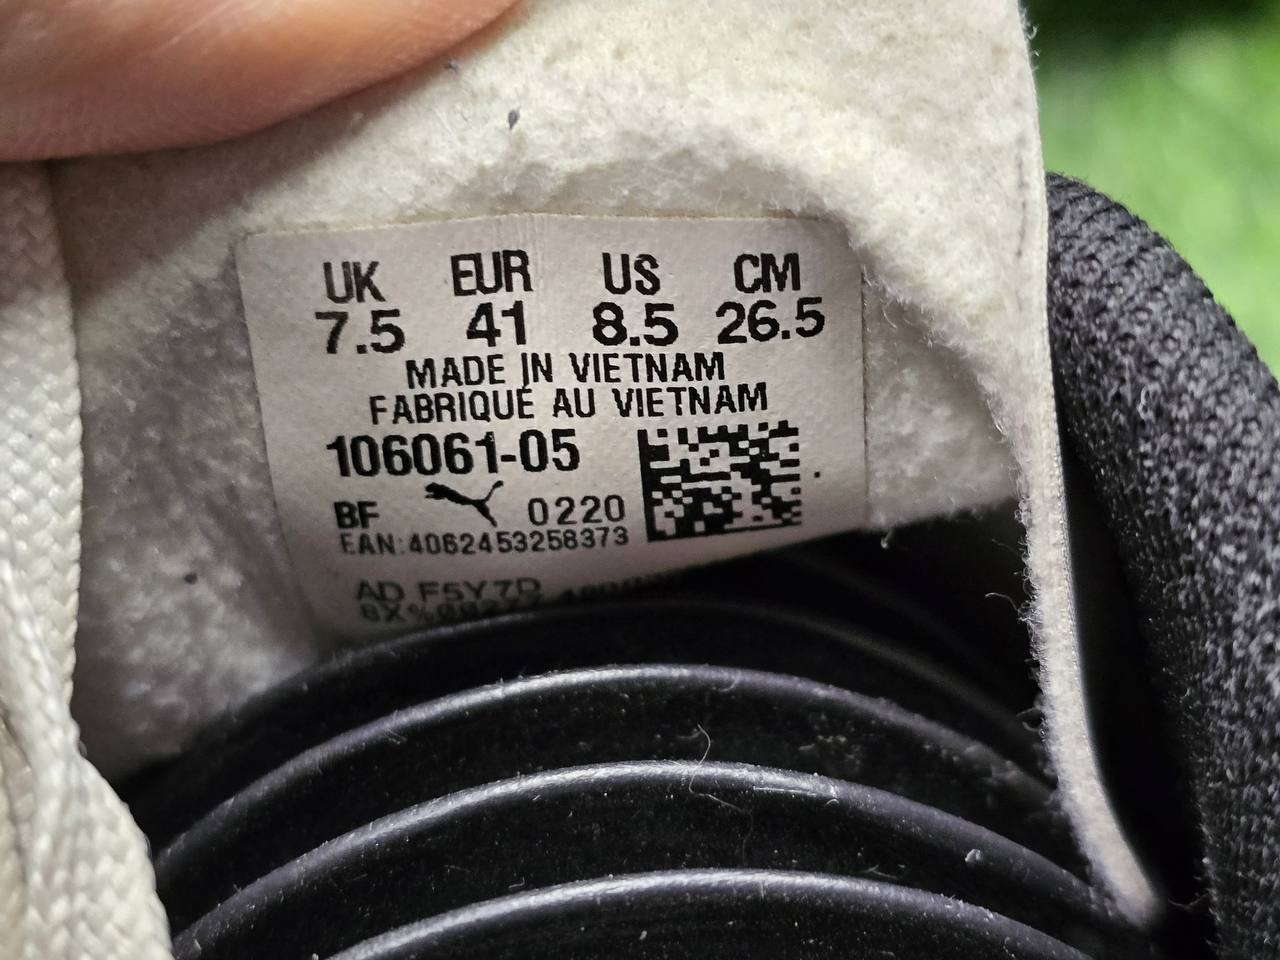 UK EUR US CM
7.5 41 8.5 26.5
MADE IN VIETNAM
FABRIQUÉ AU VIETNAM
106061-05
BF 0220
EAN:4062453258373
AD F5Y7D